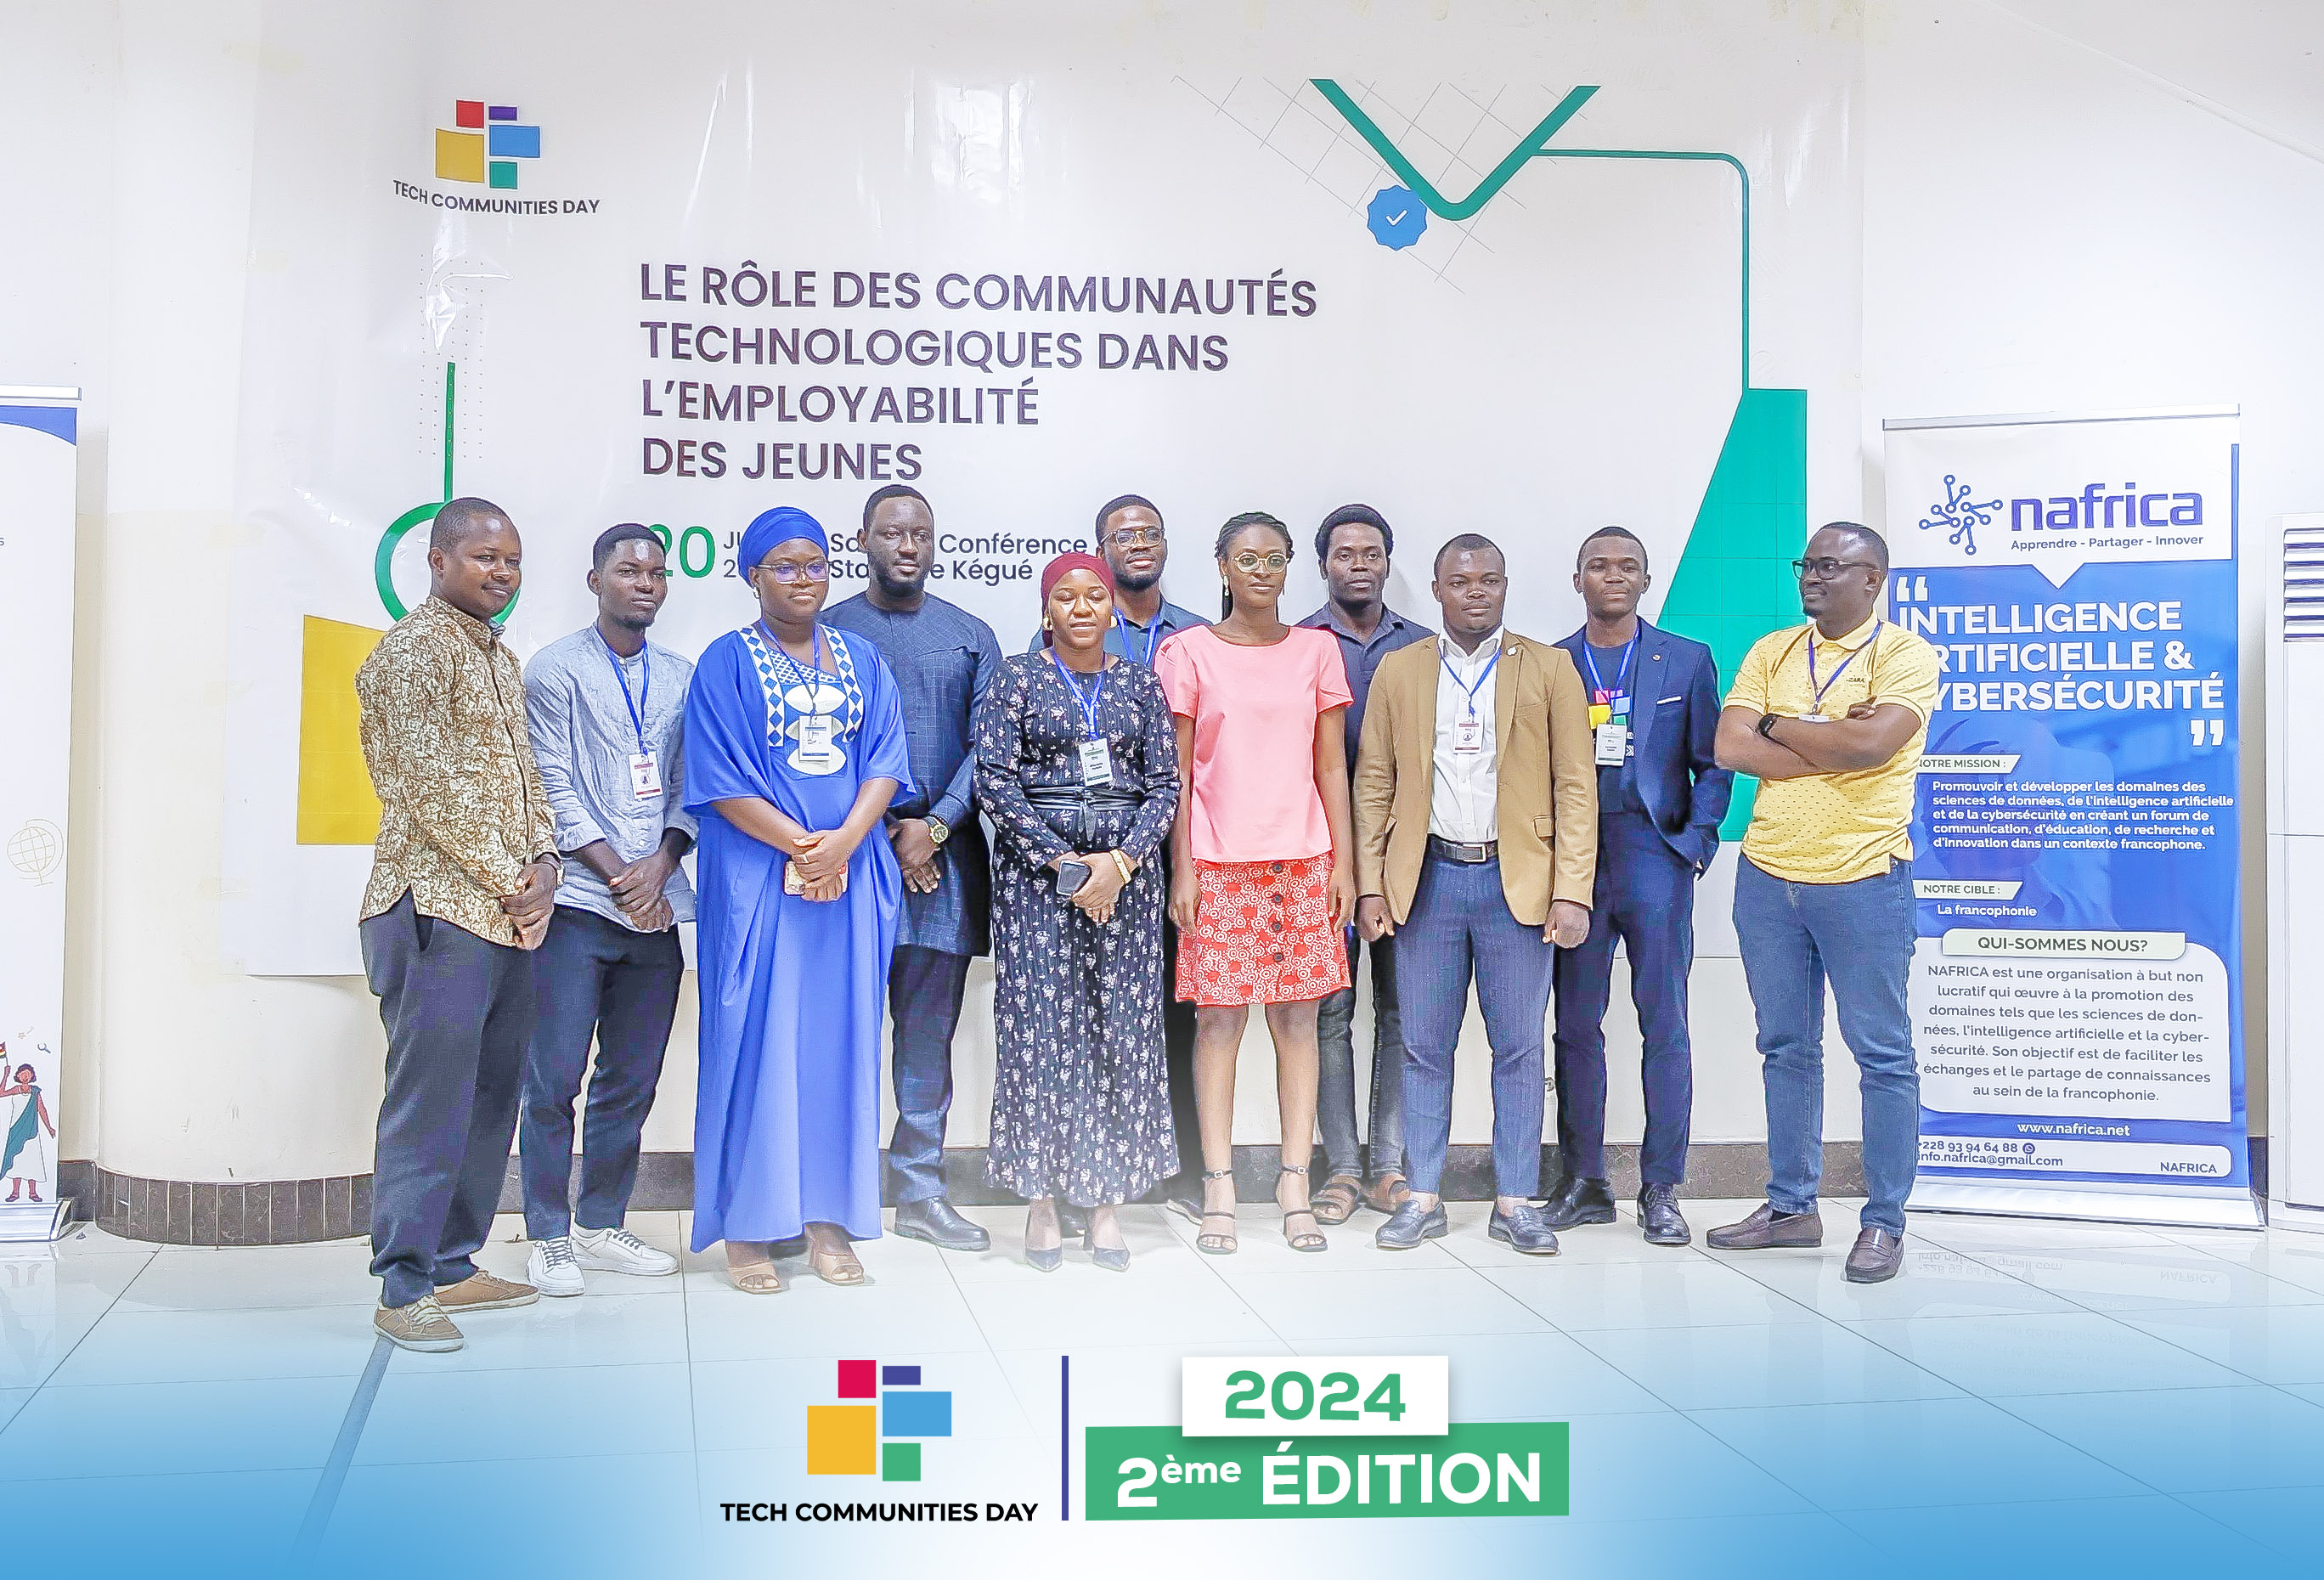 TECH COMMUNITIES DAY
LE RÔLE DES COMMUNAUTÉS
TECHNOLOGIQUES DANS
L'EMPLOYABILITÉ
DES JEUNES
20
Conférence
Kégué
nafrica
Apprendre - Partager - Innover
“
INTELLIGENCE
RTIFICIELLE &
YBERSÉCURITÉ
”
NOTRE MISSION :
Promouvoir et développer les domaines des
sciences de données, de l'intelligence artificielle
et de la cybersécurité en créant un forum de
communication, d'éducation, de recherche et
d'innovation dans un contexte francophone.
NOTRE CIBLE :
La francophonie
QUI-SOMMES NOUS?
NAFRICA est une organisation à but non
lucratif qui œuvre à la promotion des
domaines tels que les sciences de don-
nées, l'intelligence artificielle et la cyber-
sécurité. Son objectif est de faciliter les
échanges et le partage de connaissances
au sein de la francophonie.
www.nafrica.net
+228 93 94 64 88
info.nafrica@gmail.com
NAFRICA
TECH COMMUNITIES DAY
2024
2ème ÉDITION